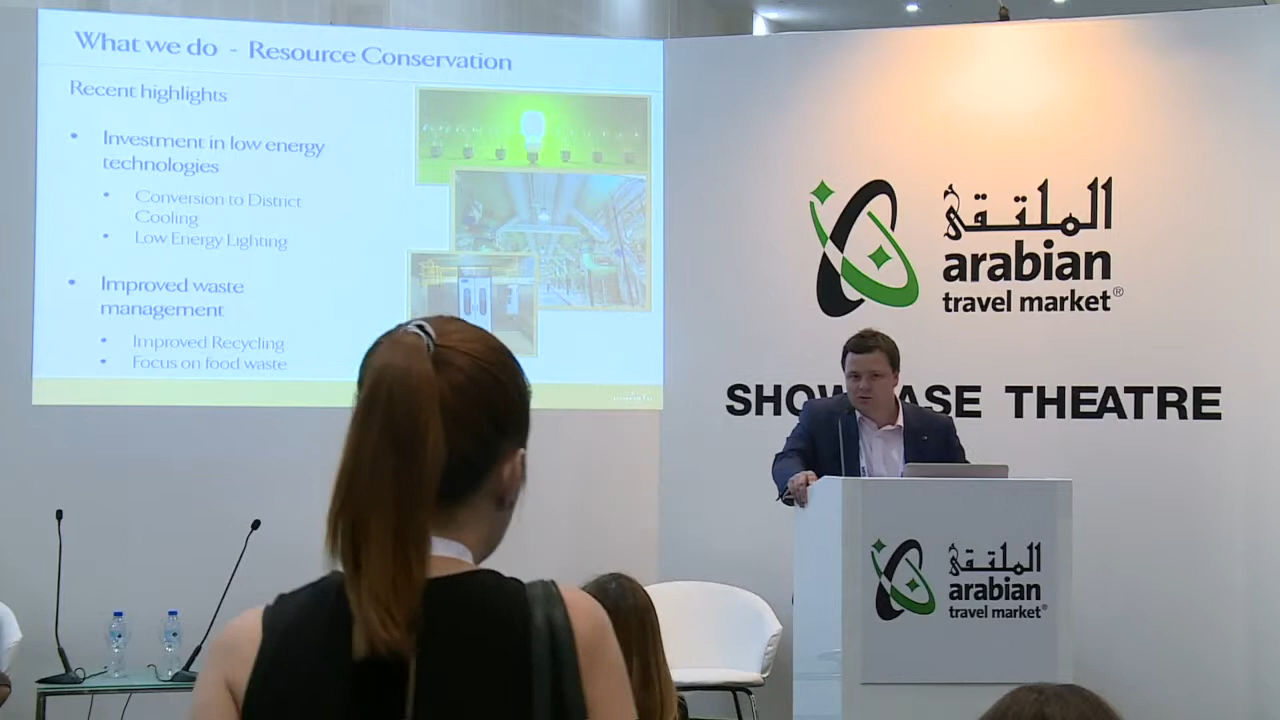 What we do - Resource Conservation
Recent highlights
• Investment in low energy
technologies
• Conversion to District
Cooling
• Low Energy Lighting
• Improved waste
management
• Improved Recycling
• Focus on food waste
الملتقى
arabian
travel market®
SHOWCASE THEATRE
الملتقى
arabian
travel market®